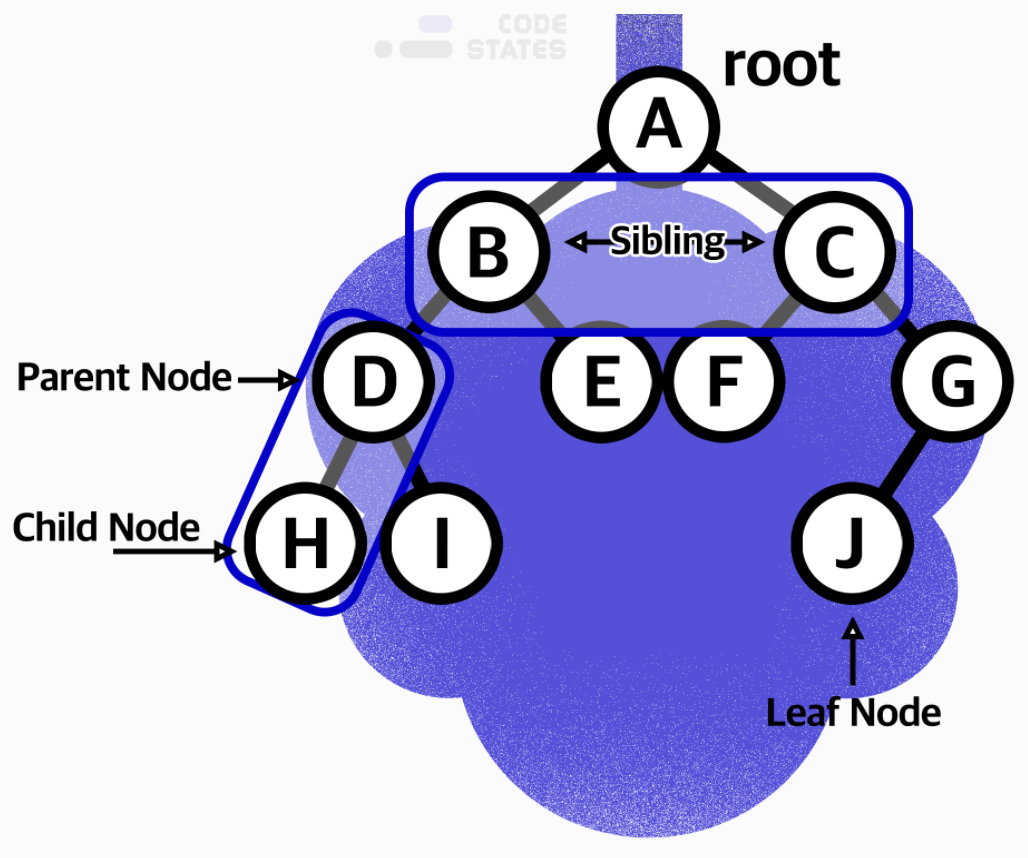 CODE
STATES
root
A
B
Sibling
C
Parent Node
D
E
F
G
Child Node
H
I
J
Leaf Node